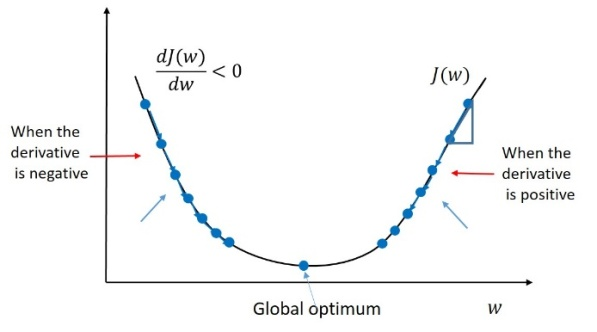 dJ(w)
dw
< 0
J(w)
When the
derivative
is negative
When the
derivative
is positive
Global optimum
w